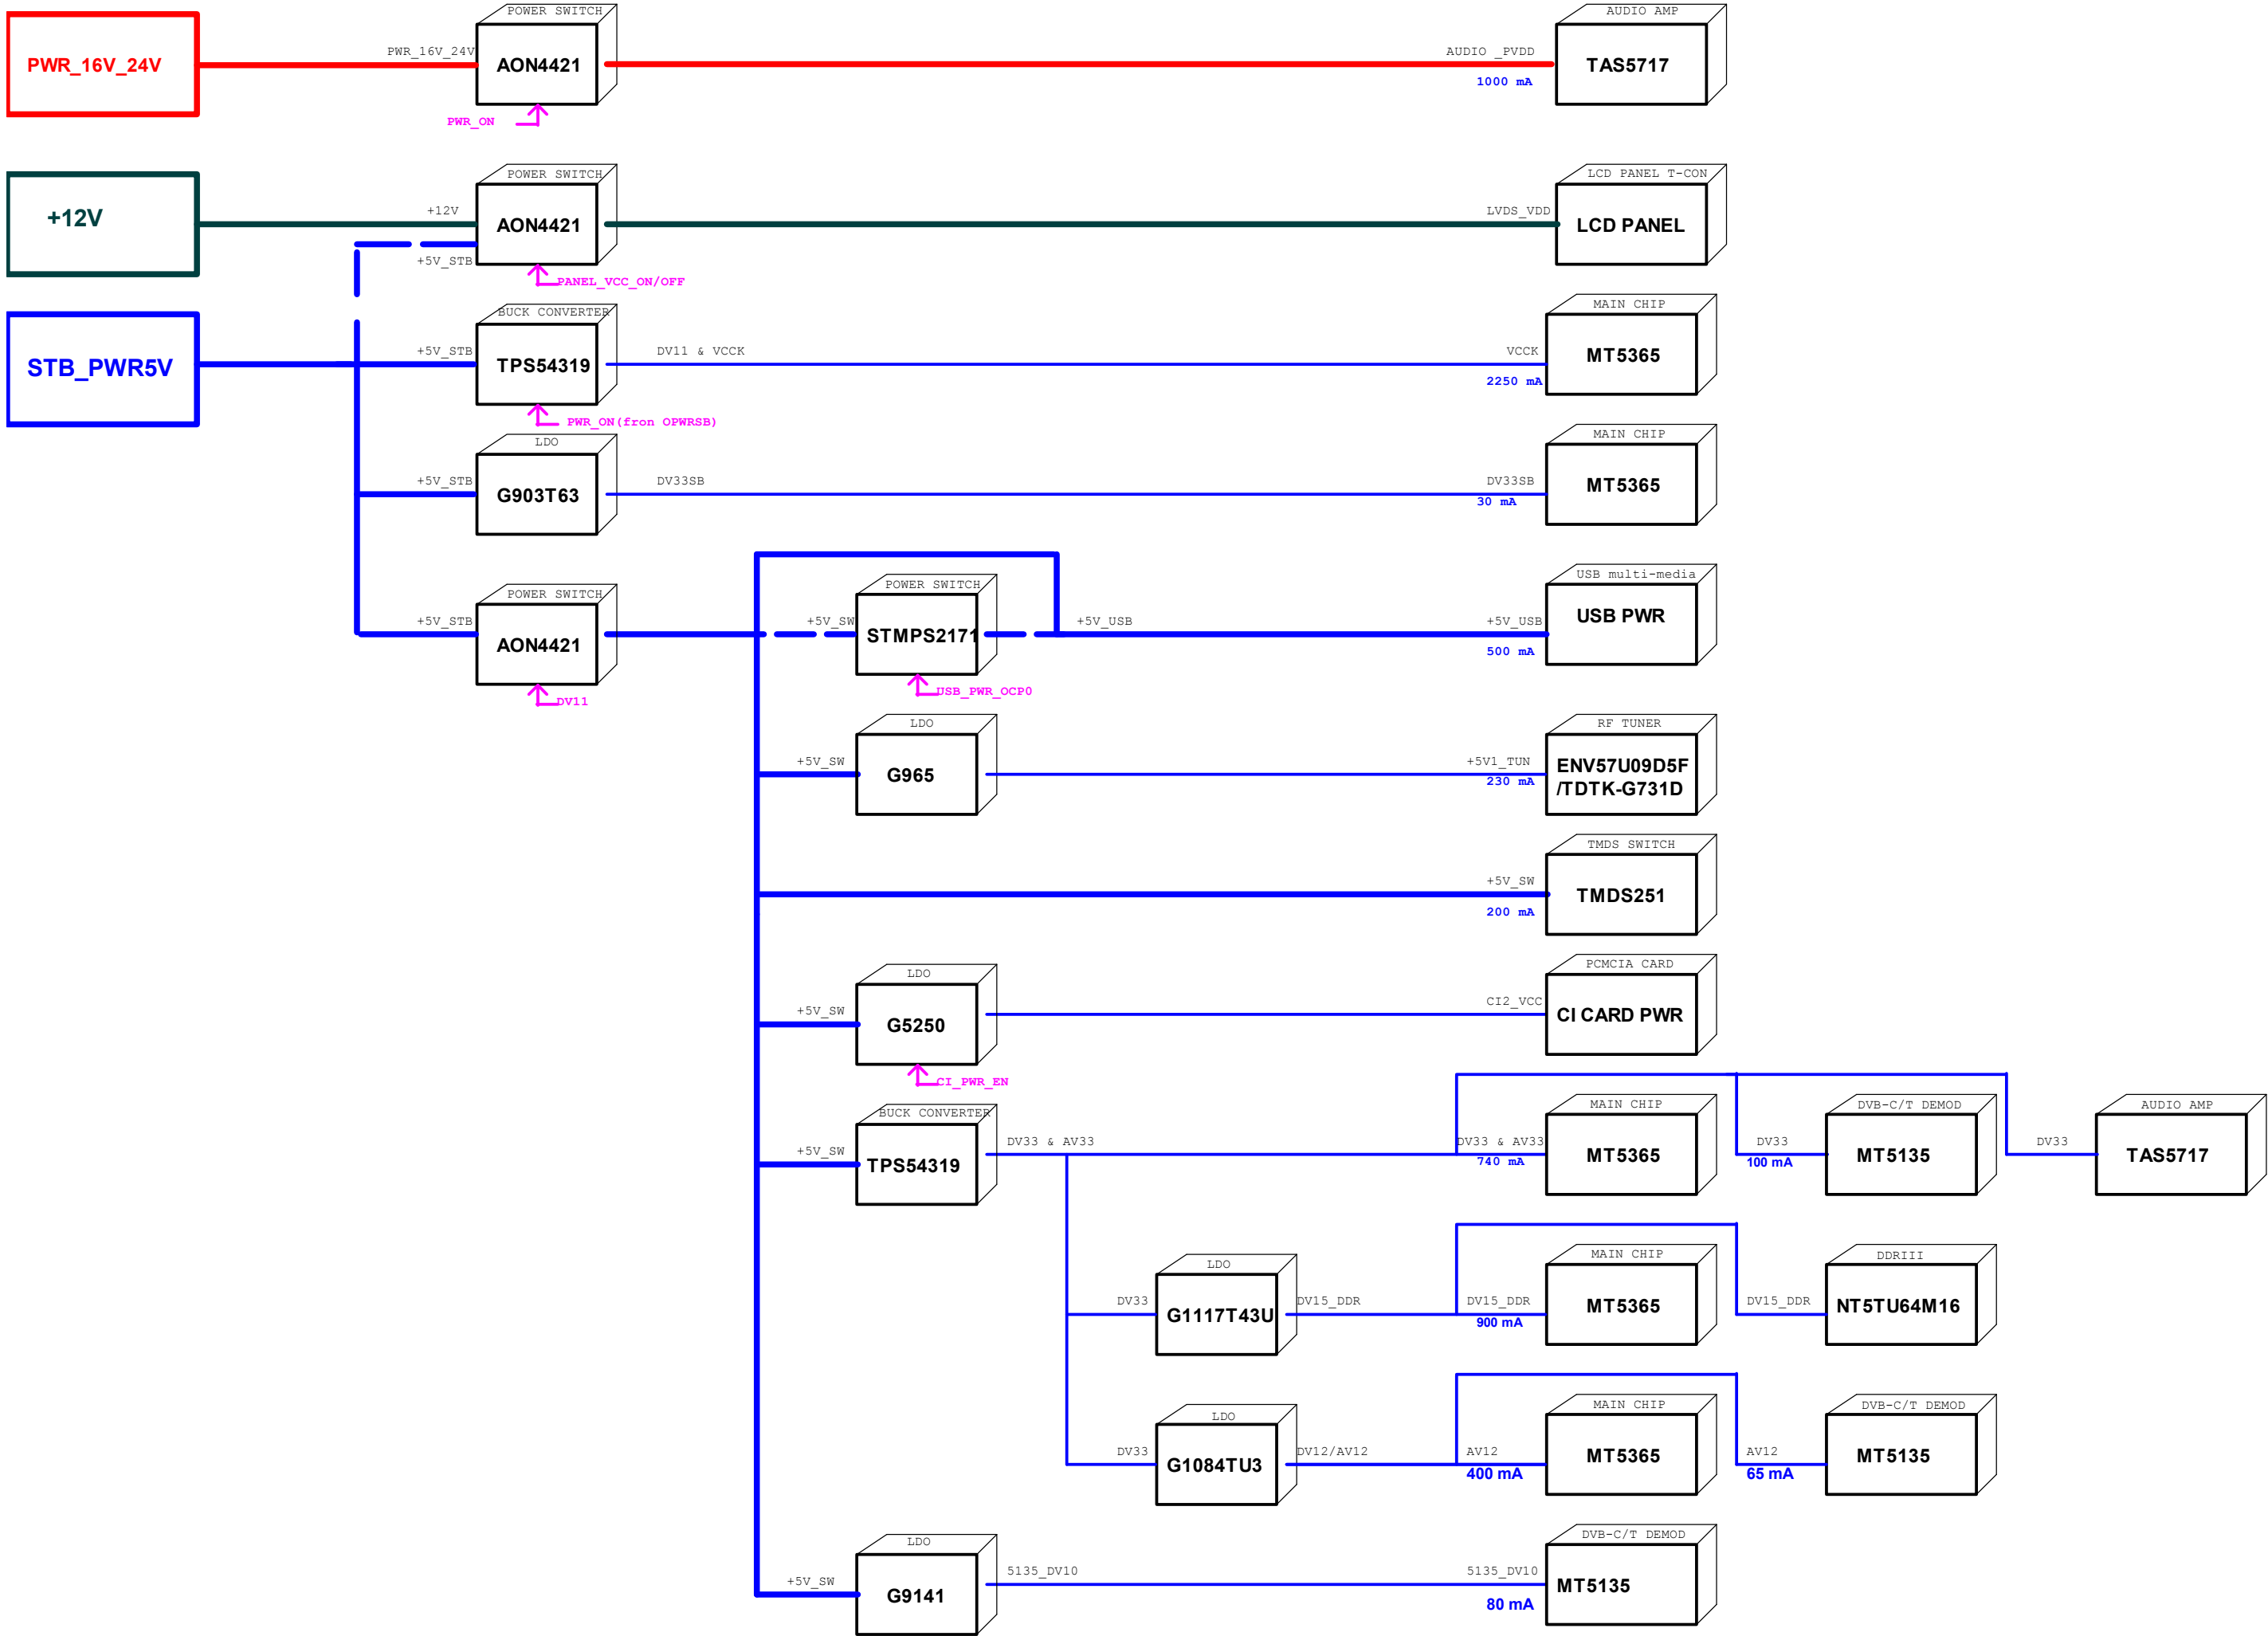 POWER SWITCH
AUDIO AMP
PWR_16V_24V
PWR_16V_24V
AON4421
AUDIO _PVDD
1000 mA
TAS5717
PWR_ON
POWER SWITCH
LCD PANEL T-CON
+12V
+12V
AON4421
LVDS_VDD
LCD PANEL
+5V_STB
PANEL_VCC_ON/OFF
BUCK CONVERTER
MAIN CHIP
STB_PWR5V
+5V_STB
TPS54319
DV11 & VCCK
VCCK
2250 mA
MT5365
PWR_ON(fron OPWRSB)
LDO
MAIN CHIP
+5V_STB
G903T63
DV33SB
DV33SB
30 mA
MT5365
POWER SWITCH
POWER SWITCH
USB multi-media
+5V_STB
AON4421
+5V_SW
STMPS2171
+5V_USB
+5V_USB
500 mA
USB PWR
DV11
USB_PWR_OCP0
LDO
RF TUNER
+5V_SW
G965
+5V1_TUN
230 mA
ENV57U09D5F
/TDTK-G731D
TMDS SWITCH
+5V_SW
200 mA
TMDS251
LDO
PCMCIA CARD
+5V_SW
G5250
CI2_VCC
CI CARD PWR
CI_PWR_EN
BUCK CONVERTER
MAIN CHIP
DVB-C/T DEMOD
AUDIO AMP
+5V_SW
TPS54319
DV33 & AV33
DV33 & AV33
740 mA
MT5365
DV33
100 mA
MT5135
DV33
TAS5717
LDO
MAIN CHIP
DDRIII
DV33
G1117T43U
DV15_DDR
DV15_DDR
900 mA
MT5365
DV15_DDR
NT5TU64M16
LDO
MAIN CHIP
DVB-C/T DEMOD
DV33
G1084TU3
DV12/AV12
AV12
400 mA
MT5365
AV12
65 mA
MT5135
LDO
DVB-C/T DEMOD
+5V_SW
G9141
5135_DV10
5135_DV10
80 mA
MT5135